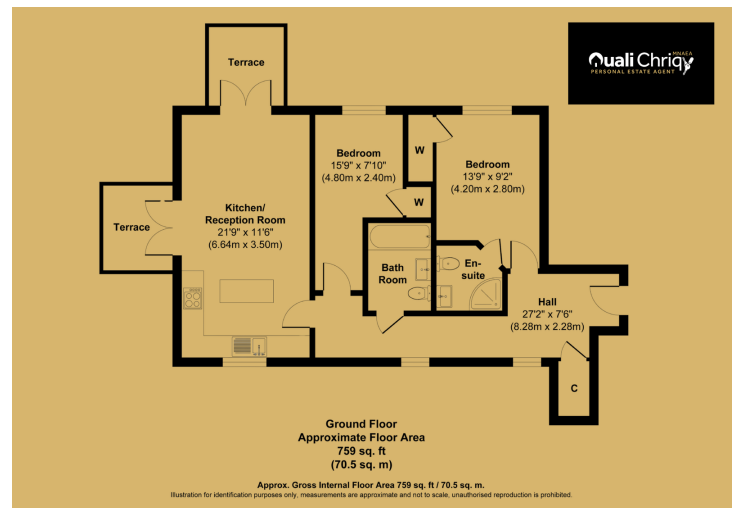 Terrace
MNAEA
Quali Chriqy
PERSONAL ESTATE AGENT
Bedroom
15'9" x 7'10"
(4.80m x 2.40m)
W
Bedroom
13'9" x 9'2"
(4.20m x 2.80m)
W
Kitchen/
Reception Room
21'9" x 11'6"
(6.64m x 3.50m)
Terrace
Bath
Room
En-
suite
Hall
27'2" x 7'6"
(8.28m x 2.28m)
C
Ground Floor
Approximate Floor Area
759 sq. ft
(70.5 sq. m)
Approx. Gross Internal Floor Area 759 sq. ft / 70.5 sq. m.
Illustration for identification purposes only, measurements are approximate and not to scale, unauthorised reproduction is prohibited.